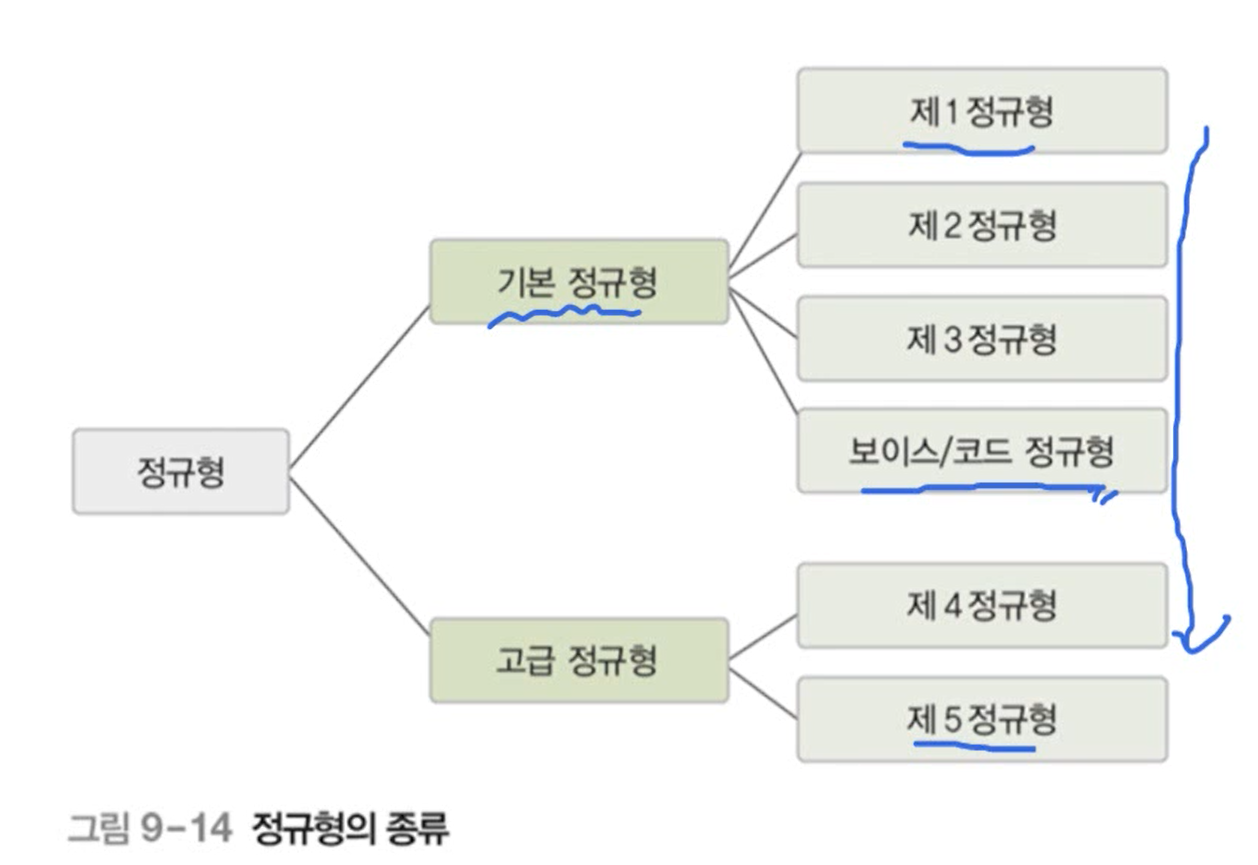 제1정규형
제2정규형
기본 정규형
제3정규형
보이스/코드 정규형
정규형
제4정규형
고급 정규형
제5정규형
그림 9-14 정규형의 종류